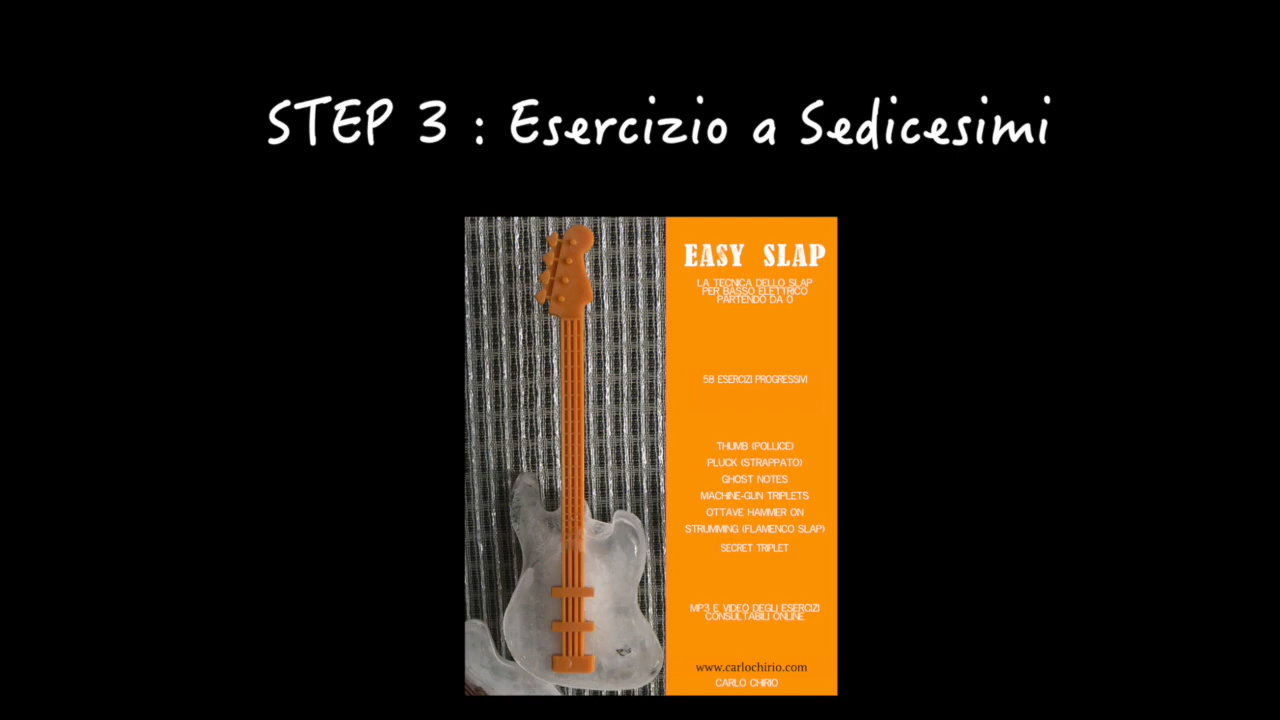 STEP 3 : Esercizio a Sedicesimi
EASY SLAP
LA TECNICA DELLO SLAP
PER BASSO ELETTRICO
PARTENDO DA 0
58 ESERCIZI PROGRESSIVI
THUMB (POLLICE)
PLUCK (STRAPPATO)
GHOST NOTES
MACHINE-GUN TRIPLETS
OTTAVE HAMMER ON
STRUMMING (FLAMENCO SLAP)
SECRET TRIPLET
MP3 E VIDEO DEGLI ESERCIZI
CONSULTABILI ONLINE
www.carlochirio.com
CARLO CHIRIO